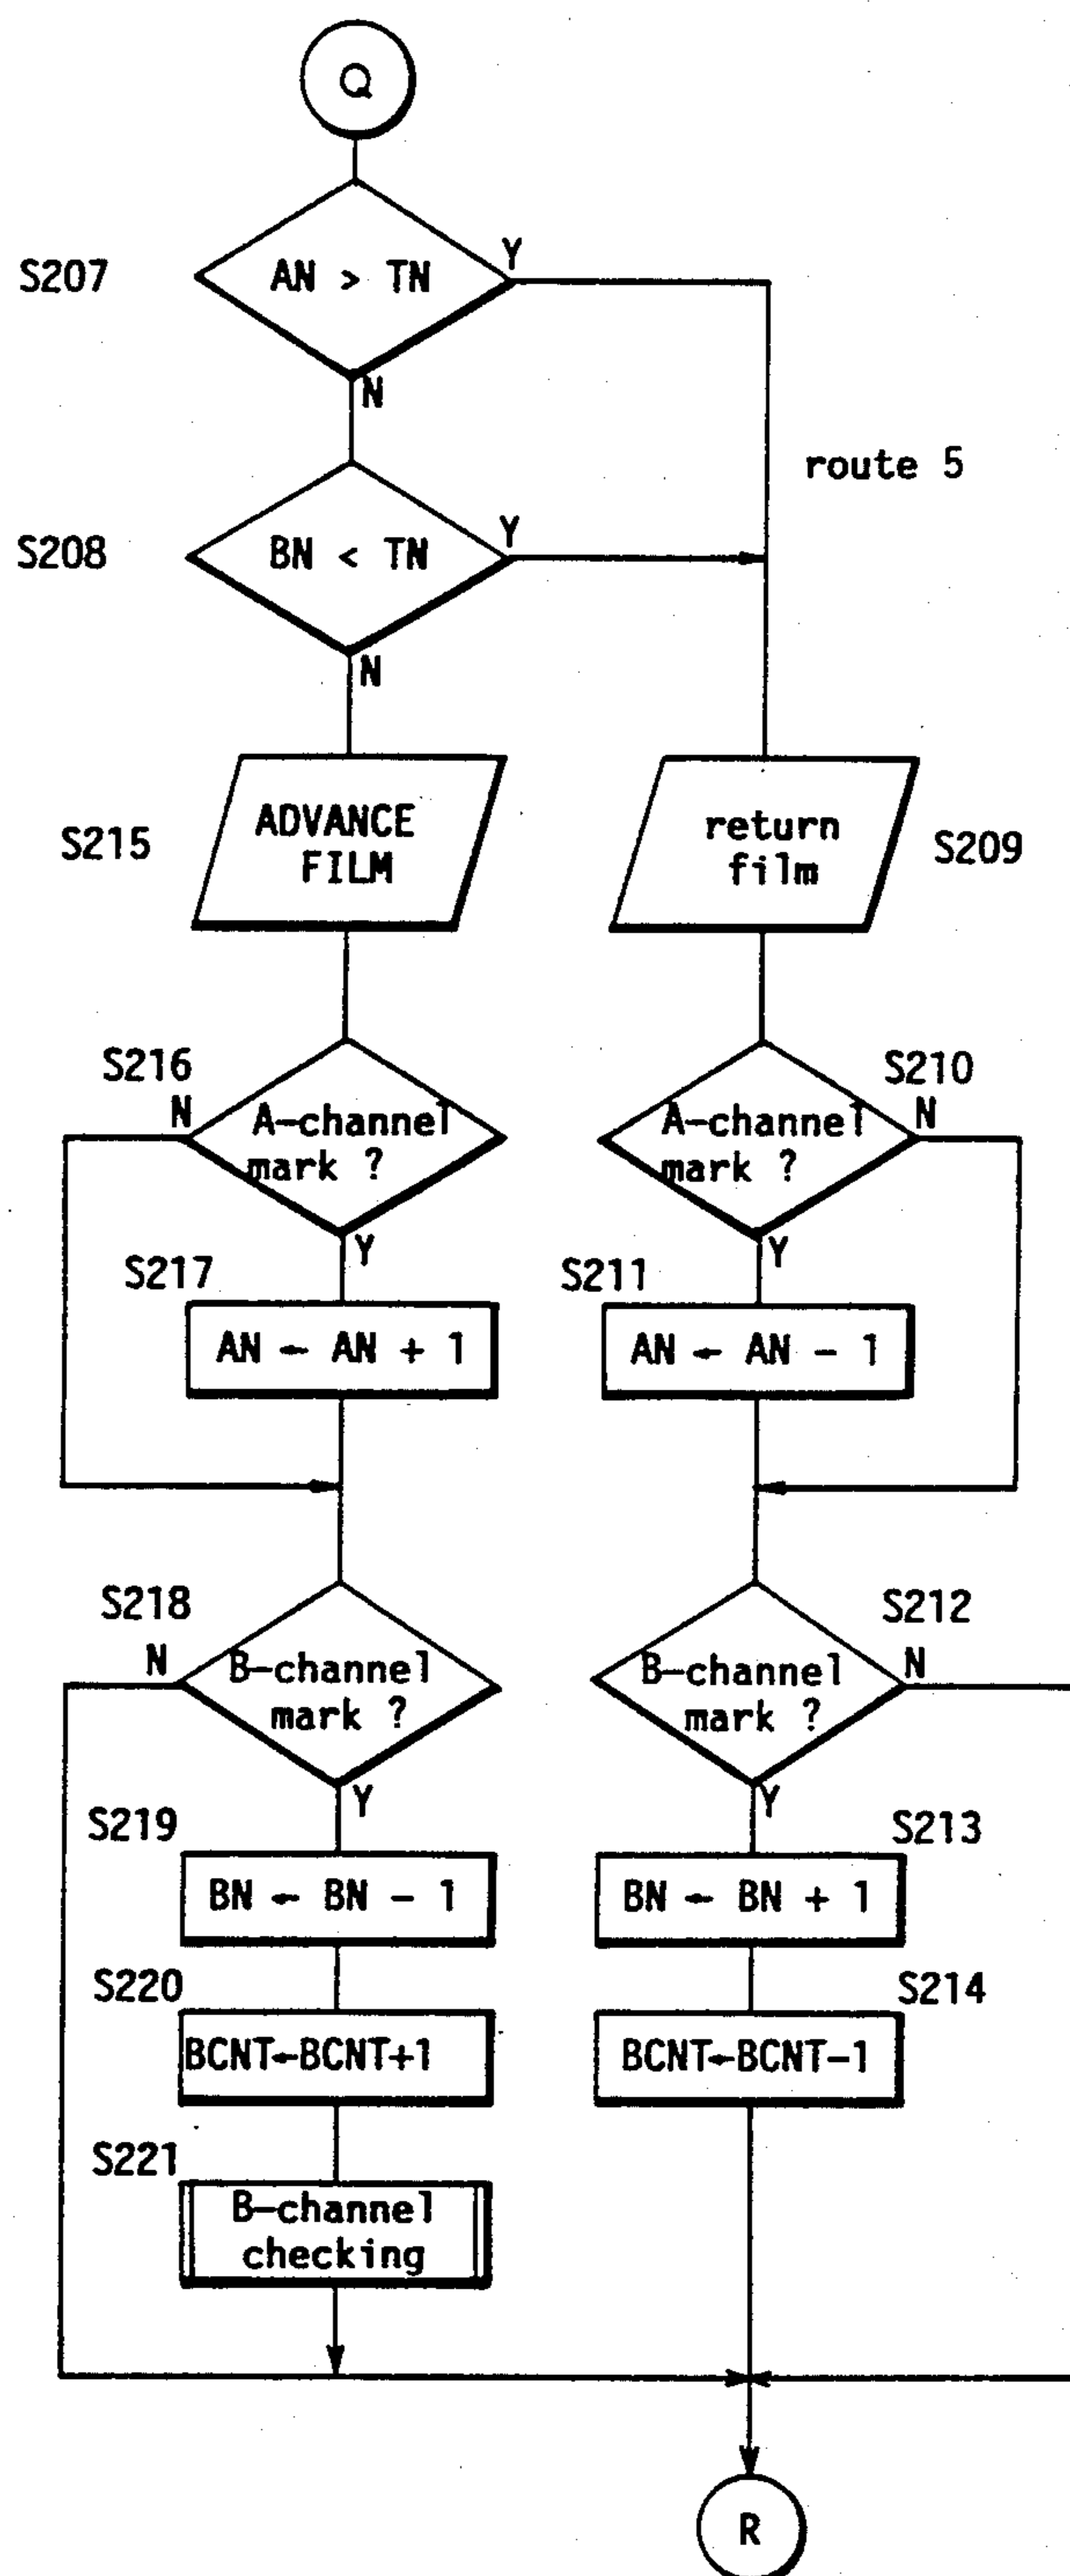 Q
S207
AN > TN
Y
N
route 5
S208
BN < TN
Y
N
S215
ADVANCE
FILM
return
film
S209
S216
N
A-channel
mark ?
Y
S210
N
A-channel
mark ?
Y
S217
AN ← AN + 1
S211
AN ← AN - 1
S218
N
B-channel
mark ?
Y
S212
N
B-channel
mark ?
Y
S219
BN ← BN - 1
S213
BN ← BN + 1
S220
BCNT←BCNT+1
S214
BCNT←BCNT-1
S221
B-channel
checking
R